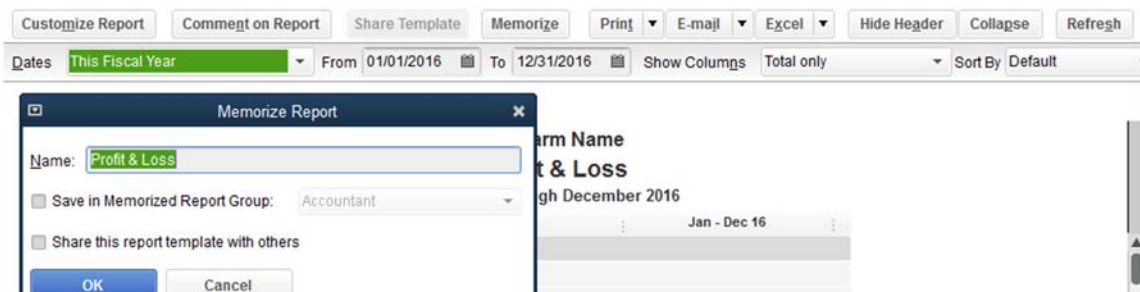 Customize Report Comment on Report Share Template Memorize Print E-mail Excel Hide Header Collapse Refresh
Dates This Fiscal Year From 01/01/2016 To 12/31/2016 Show Columns Total only Sort By Default
Memorize Report
Name: Profit & Loss
Save in Memorized Report Group: Accountant
Share this report template with others
OK Cancel
arm Name
t & Loss
gh December 2016
Jan - Dec 16